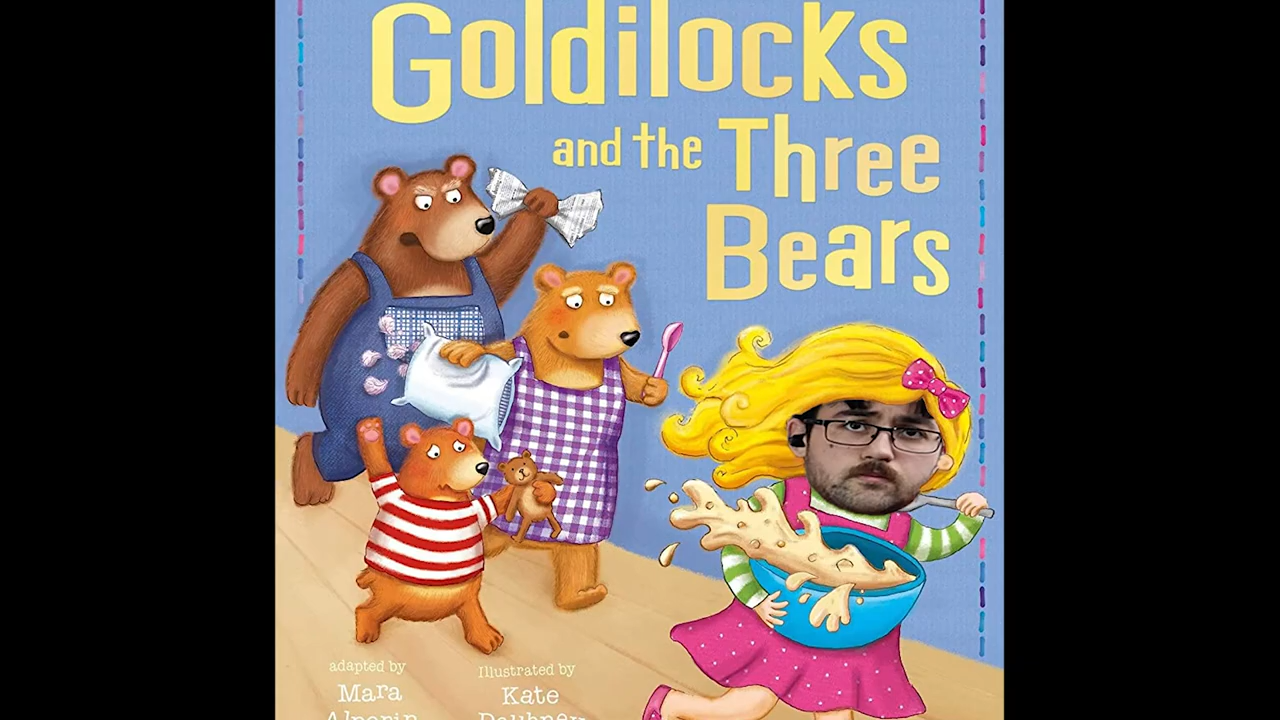 Goldilocks
and the Three
Bears
adapted by
Mara
Illustrated by
Kate